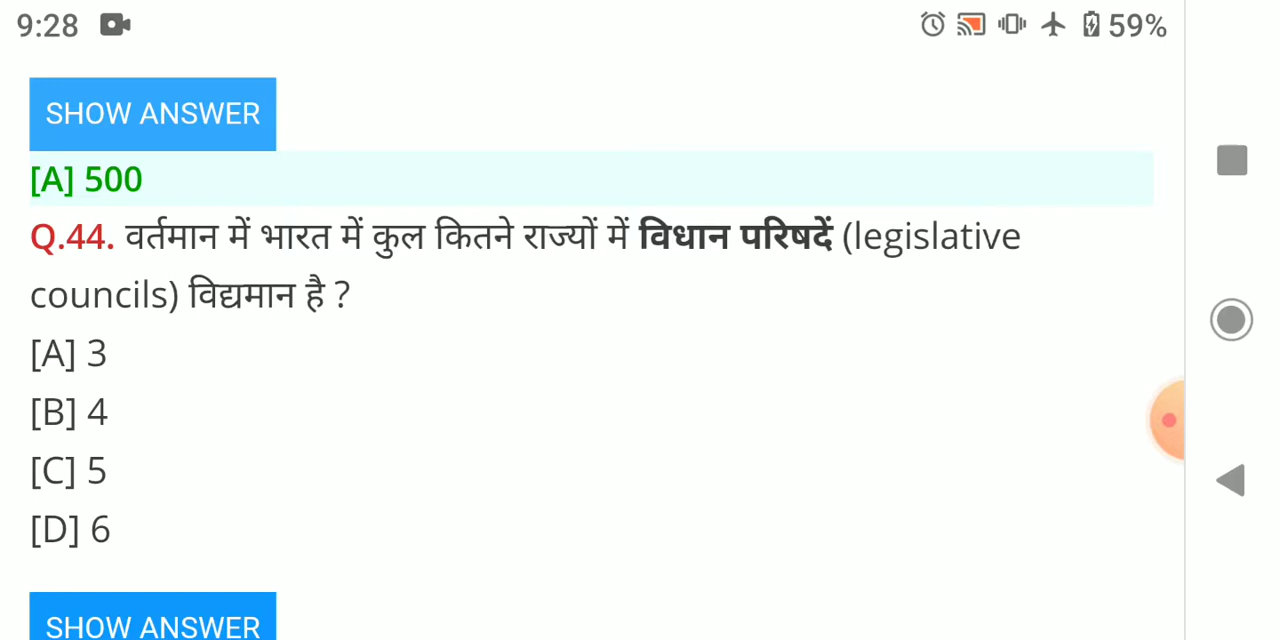 9:28
59%
SHOW ANSWER
[A] 500
Q.44. वर्तमान में भारत में कुल कितने राज्यों में विधान परिषदें (legislative
councils) विद्यमान है ?
[A] 3
[B] 4
[C] 5
[D] 6
SHOW ANSWER